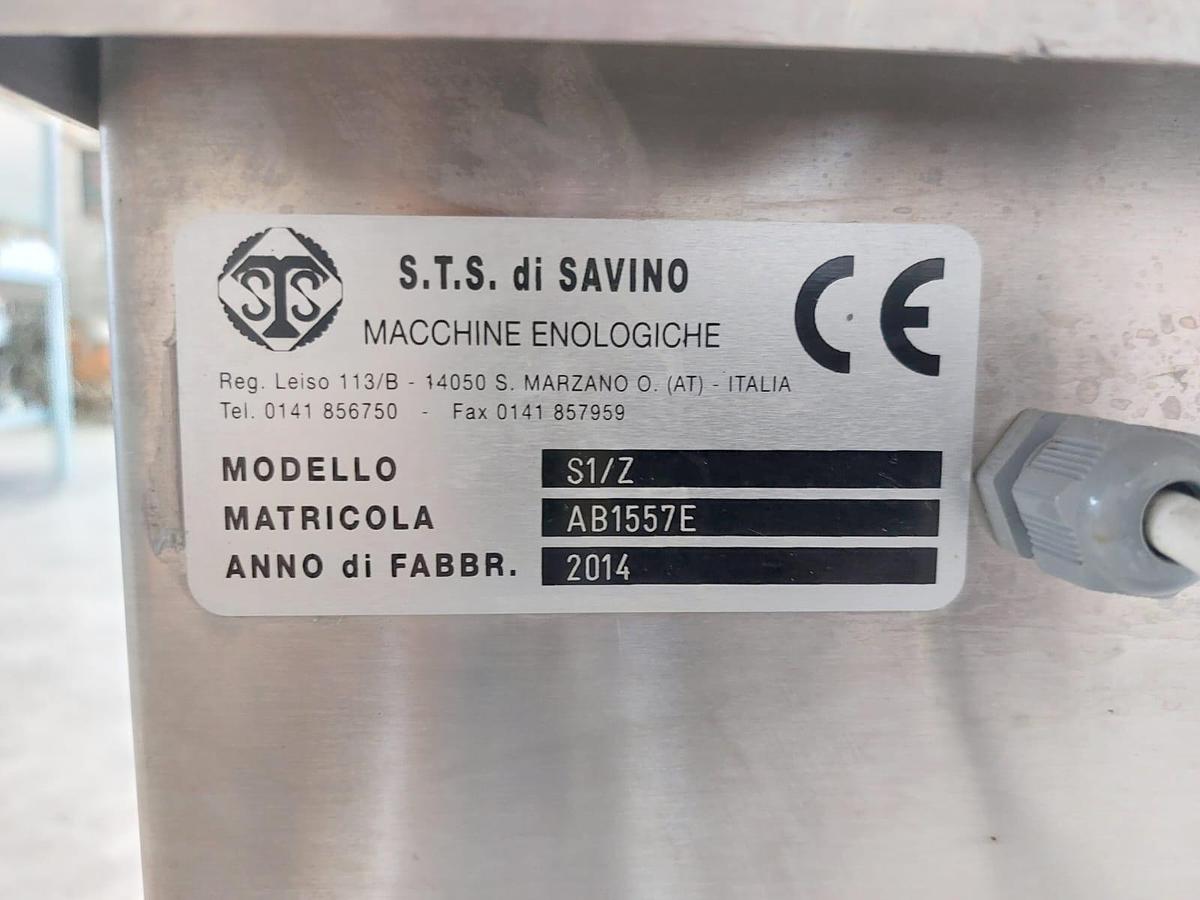 STS
S.T.S. di SAVINO
CE
MACCHINE ENOLOGICHE
Reg. Leiso 113/B - 14050 S. MARZANO O. (AT) - ITALIA
Tel. 0141 856750 - Fax 0141 857959
MODELLO S1/Z
MATRICOLA AB1557E
ANNO di FABBR. 2014